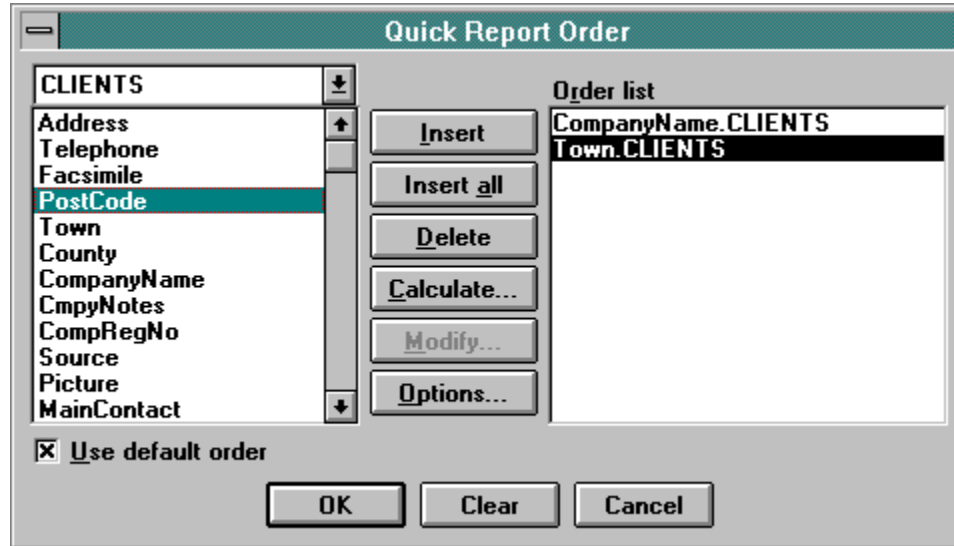 Quick Report Order
CLIENTS
Address
Telephone
Facsimile
PostCode
Town
County
CompanyName
CmpyNotes
CompRegNo
Source
Picture
MainContact
Insert
Insert all
Delete
Calculate...
Modify...
Options...
Order list
CompanyName.CLIENTS
Town.CLIENTS
Use default order
OK
Clear
Cancel